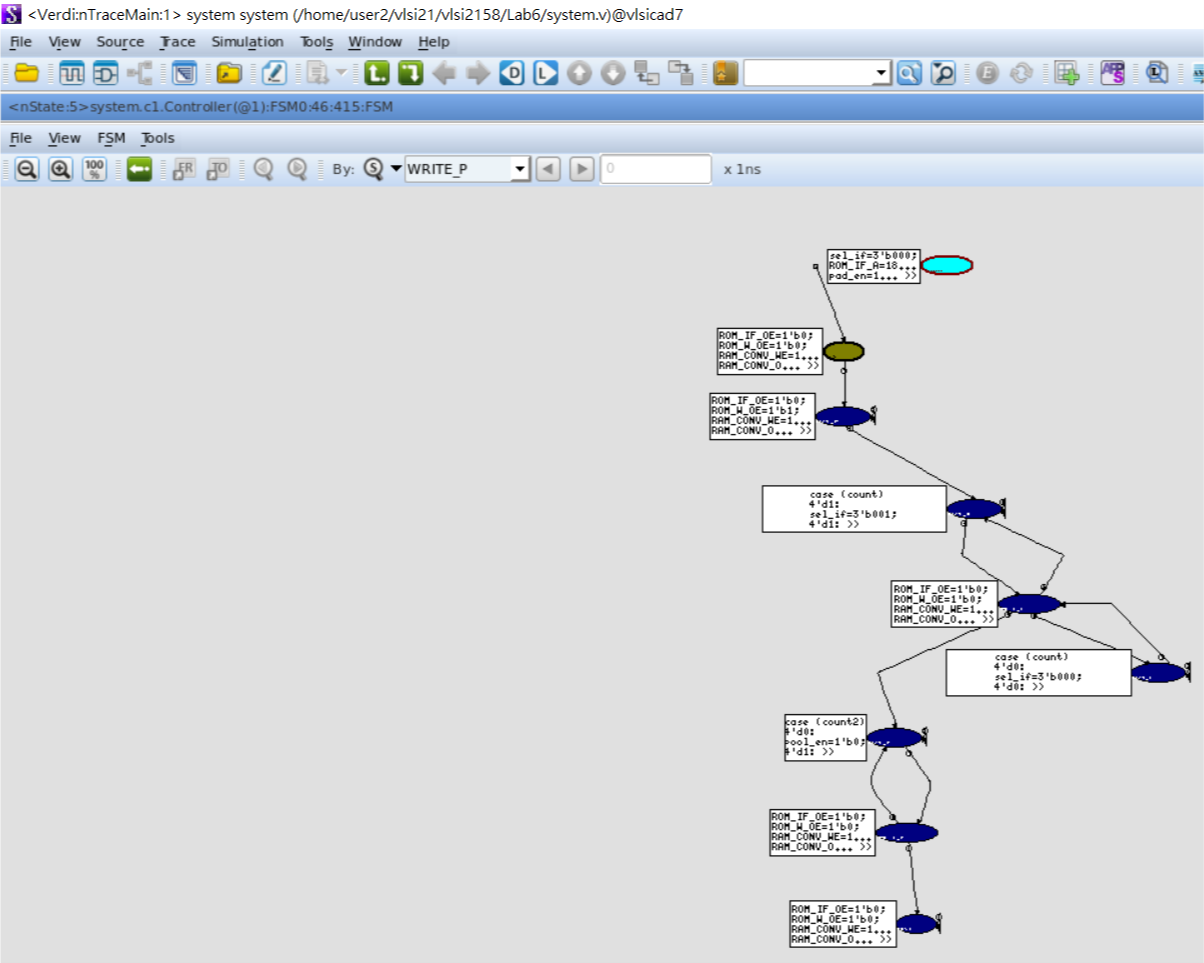 <Verdi:nTraceMain:1> system system (/home/user2/vlsi21/vlsi2158/Lab6/system.v)@vlsicad7
File View Source Trace Simulation Tools Window Help
<nState:5>system.c1.Controller(@1):FSM0:46:415:FSM
File View FSM Tools
100 % FR TO By: S WRITE_P 0 x 1ns
sel_if=3'b000;
ROM_IF_A=18...
pad_en=1... >>
ROM_IF_OE=1'b0;
ROM_W_OE=1'b0;
RAM_CONV_WE=1...
RAM_CONV_O... >>
ROM_IF_OE=1'b0;
ROM_W_OE=1'b1;
RAM_CONV_WE=1...
RAM_CONV_O... >>
case (count)
4'd1:
sel_if=3'b001;
4'd1: >>
ROM_IF_OE=1'b0;
ROM_W_OE=1'b0;
RAM_CONV_WE=1...
RAM_CONV_O... >>
case (count)
4'd0:
sel_if=3'b000;
4'd0: >>
case (count2)
4'd0:
pool_en=1'b0;
4'd1: >>
ROM_IF_OE=1'b0;
ROM_W_OE=1'b0;
RAM_CONV_WE=1...
RAM_CONV_O... >>
ROM_IF_OE=1'b0;
ROM_W_OE=1'b0;
RAM_CONV_WE=1...
RAM_CONV_O... >>